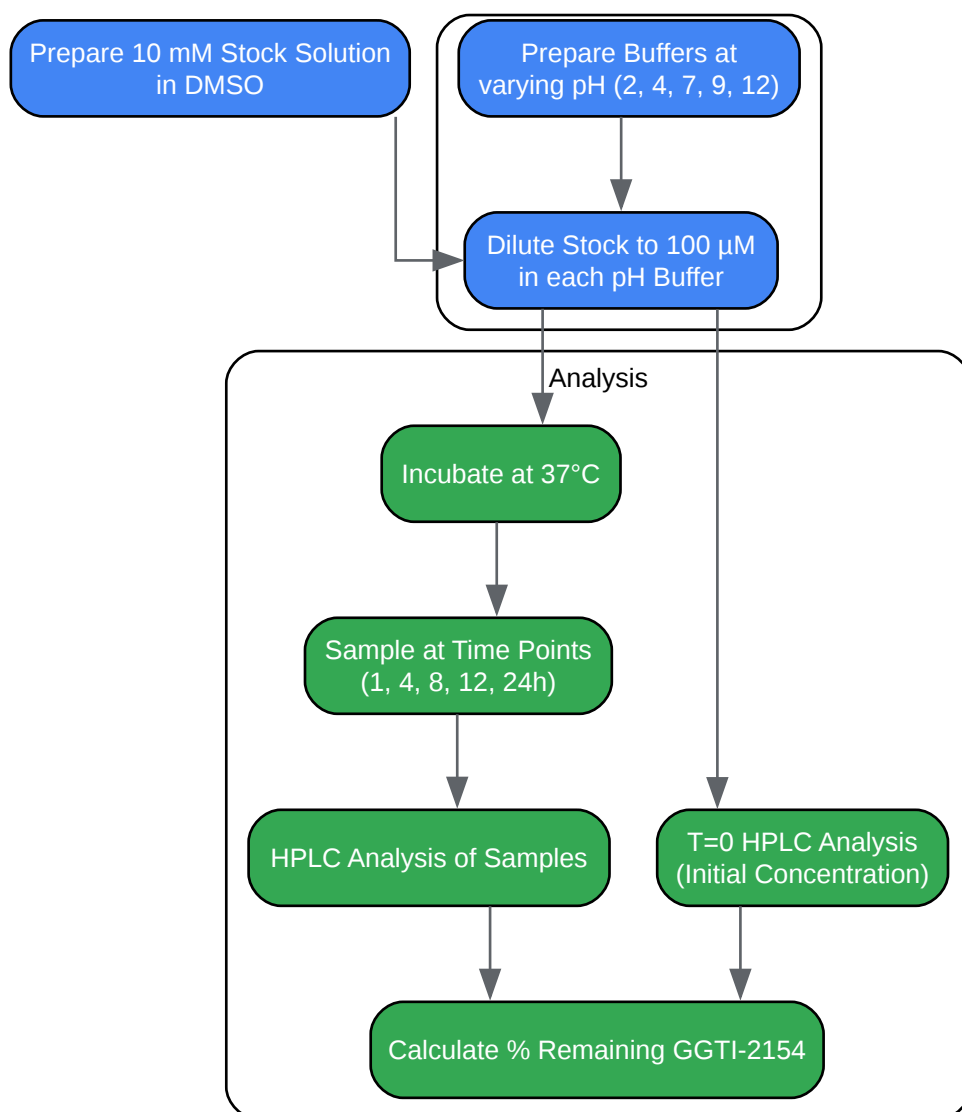 Prepare 10 mM Stock Solution
in DMSO
Prepare Buffers at
varying pH (2, 4, 7, 9, 12)
Dilute Stock to 100 µM
in each pH Buffer
Analysis
Incubate at 37°C
Sample at Time Points
(1, 4, 8, 12, 24h)
HPLC Analysis of Samples
T=0 HPLC Analysis
(Initial Concentration)
Calculate % Remaining GGTI-2154